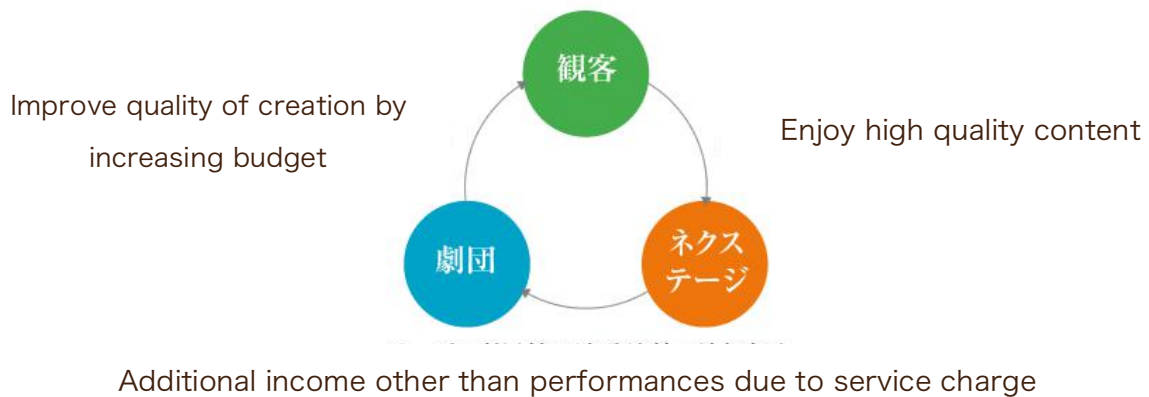 観客
Improve quality of creation by
increasing budget
Enjoy high quality content
劇団
ネクス
テージ
Additional income other than performances due to service charge